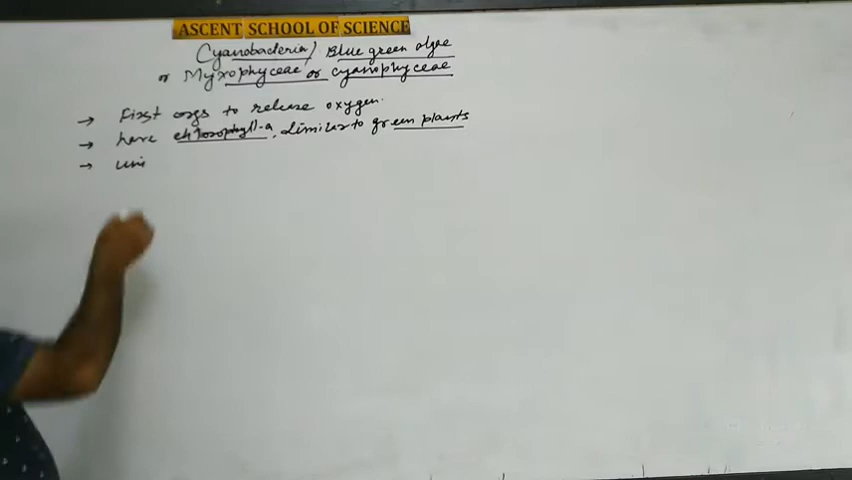 ASCENT SCHOOL OF SCIENCE
Cyanobacteria / Blue green algae
or Myxophyceae or cyanophyceae
→ First orgs to release oxygen.
→ have chlorophyll-a, similar to green plants
→ uni